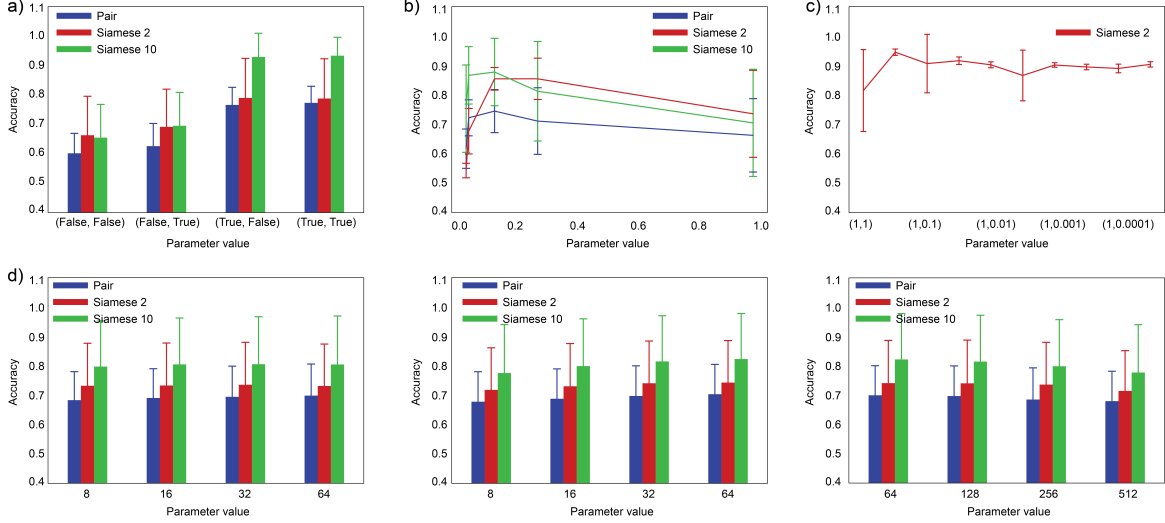 a)
1.1
1.0
0.9
0.8
0.7
0.6
0.5
0.4
Accuracy
Pair
Siamese 2
Siamese 10
(False, False) (False, True) (True, False) (True, True)
Parameter value
b)
1.1
1.0
0.9
0.8
0.7
0.6
0.5
0.4
Accuracy
Pair
Siamese 2
Siamese 10
0.0 0.2 0.4 0.6 0.8 1.0
Parameter value
c)
1.1
1.0
0.9
0.8
0.7
0.6
0.5
0.4
Accuracy
Siamese 2
(1,1) (1,0.1) (1,0.01) (1,0.001) (1,0.0001)
Parameter value
d)
1.1
1.0
0.9
0.8
0.7
0.6
0.5
0.4
Accuracy
Pair
Siamese 2
Siamese 10
8 16 32 64
Parameter value
1.1
1.0
0.9
0.8
0.7
0.6
0.5
0.4
Accuracy
Pair
Siamese 2
Siamese 10
8 16 32 64
Parameter value
1.1
1.0
0.9
0.8
0.7
0.6
0.5
0.4
Accuracy
Pair
Siamese 2
Siamese 10
64 128 256 512
Parameter value